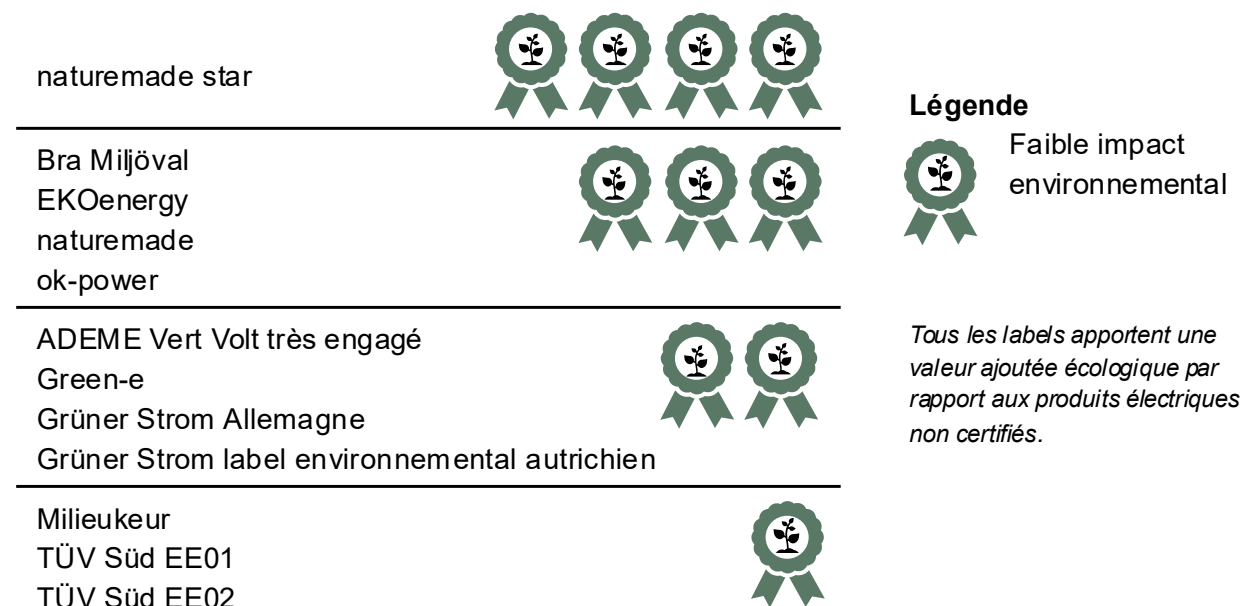 naturemade star
Bra Miljöval
EKOenergy
naturemade
ok-power
ADEME Vert Volt très engagé
Green-e
Grüner Strom Allemagne
Grüner Strom label environnemental autrichien
Milieukeur
TÜV Süd EE01
TÜV Süd EE02
Légende
Faible impact
environnemental
Tous les labels apportent une
valeur ajoutée écologique par
rapport aux produits électriques
non certifiés.